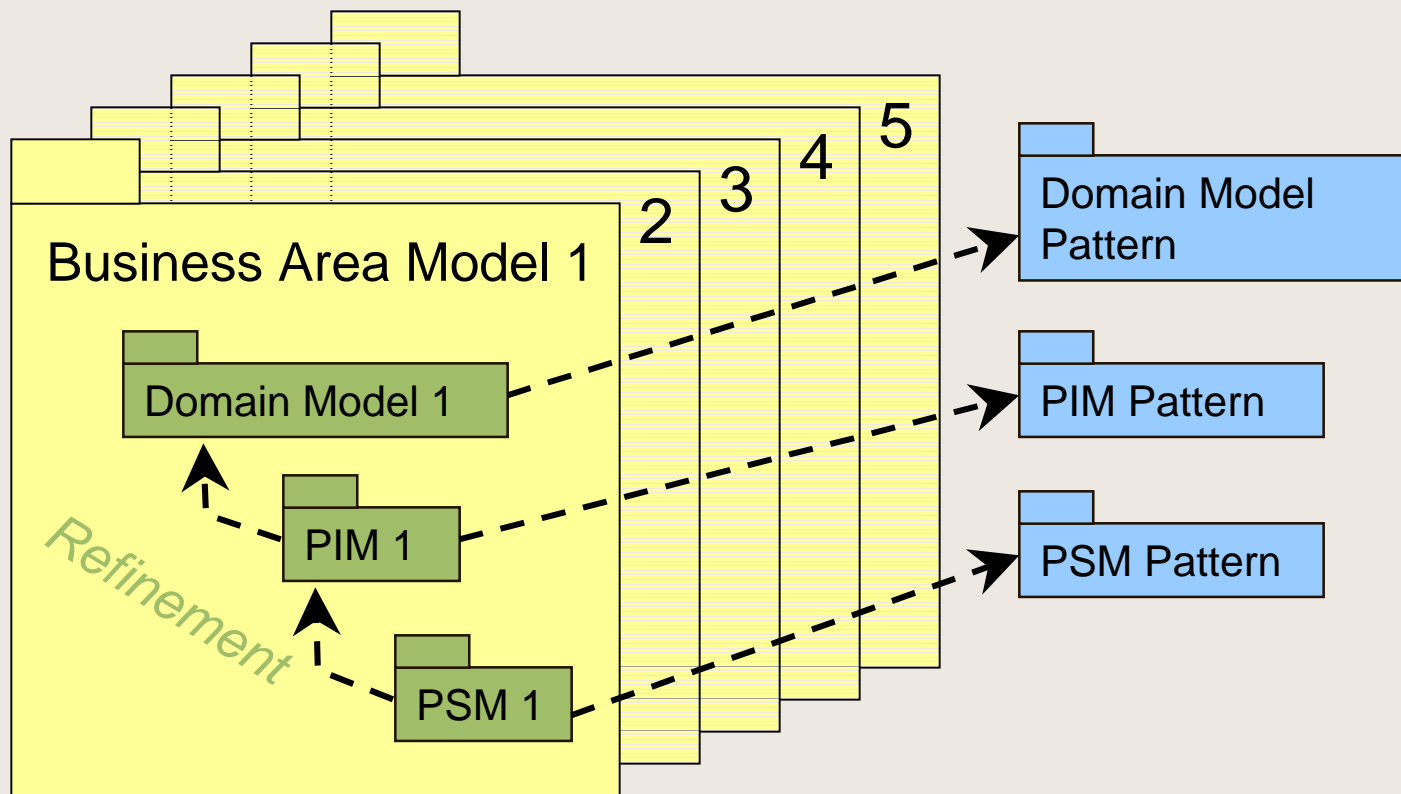 5
4
3
2
Business Area Model 1
Domain Model 1
PIM 1
PSM 1
Refinement
Domain Model
Pattern
PIM Pattern
PSM Pattern